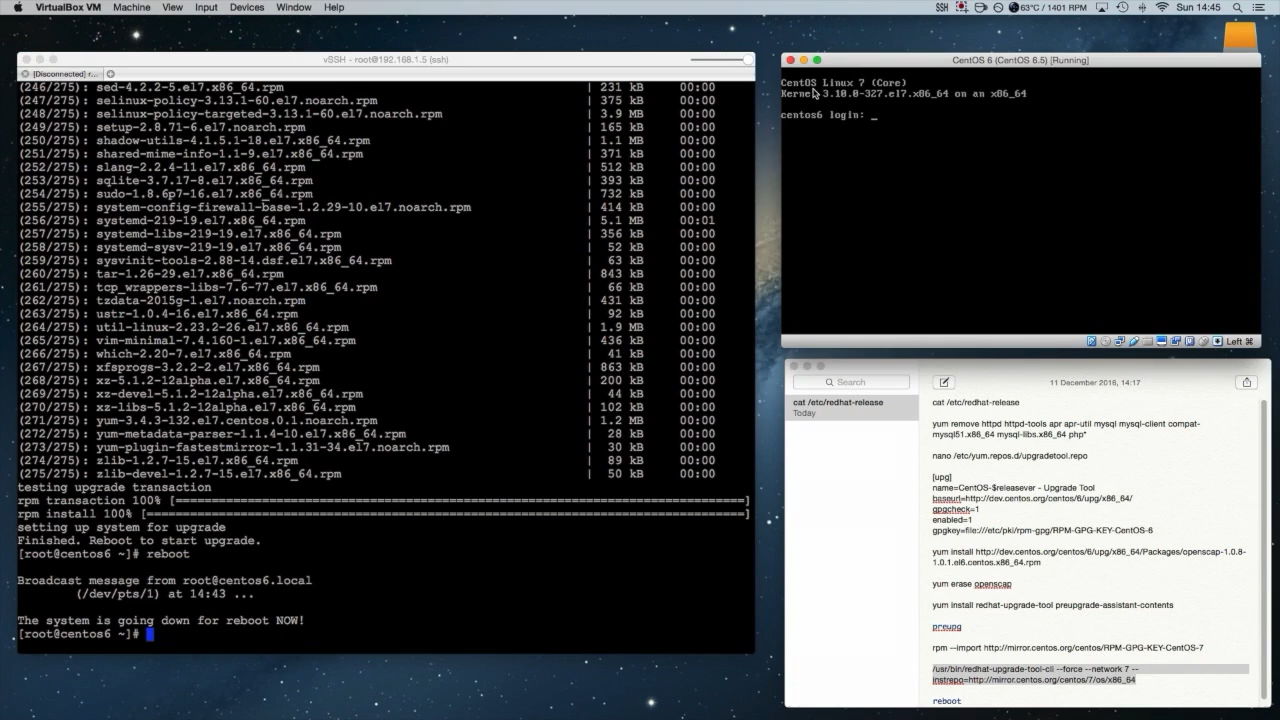 VirtualBox VM Machine View Input Devices Window Help
SSH 63°C / 1401 RPM Sun 14:45
vSSH - root@192.168.1.5 (ssh)
[Disconnected] r...
(246/275): sed-4.2.2-5.el7.x86_64.rpm | 231 kB 00:00
(247/275): selinux-policy-3.13.1-60.el7.noarch.rpm | 375 kB 00:00
(248/275): selinux-policy-targeted-3.13.1-60.el7.noarch.rpm | 3.9 MB 00:00
(249/275): setup-2.8.71-6.el7.noarch.rpm | 165 kB 00:00
(250/275): shadow-utils-4.1.5.1-18.el7.x86_64.rpm | 1.1 MB 00:00
(251/275): shared-mime-info-1.1-9.el7.x86_64.rpm | 371 kB 00:00
(252/275): slang-2.2.4-11.el7.x86_64.rpm | 512 kB 00:00
(253/275): sqlite-3.7.17-8.el7.x86_64.rpm | 393 kB 00:00
(254/275): sudo-1.8.6p7-16.el7.x86_64.rpm | 732 kB 00:00
(255/275): system-config-firewall-base-1.2.29-10.el7.noarch.rpm | 414 kB 00:00
(256/275): systemd-219-19.el7.x86_64.rpm | 5.1 MB 00:01
(257/275): systemd-libs-219-19.el7.x86_64.rpm | 356 kB 00:00
(258/275): systemd-sysv-219-19.el7.x86_64.rpm | 52 kB 00:00
(259/275): sysvinit-tools-2.88-14.dsf.el7.x86_64.rpm | 63 kB 00:00
(260/275): tar-1.26-29.el7.x86_64.rpm | 843 kB 00:00
(261/275): tcp_wrappers-libs-7.6-77.el7.x86_64.rpm | 66 kB 00:00
(262/275): tzdata-2015g-1.el7.noarch.rpm | 431 kB 00:00
(263/275): ustr-1.0.4-16.el7.x86_64.rpm | 92 kB 00:00
(264/275): util-linux-2.23.2-26.el7.x86_64.rpm | 1.9 MB 00:00
(265/275): vim-minimal-7.4.160-1.el7.x86_64.rpm | 436 kB 00:00
(266/275): which-2.20-7.el7.x86_64.rpm | 41 kB 00:00
(267/275): xfsprogs-3.2.2-2.el7.x86_64.rpm | 863 kB 00:00
(268/275): xz-5.1.2-12alpha.el7.x86_64.rpm | 200 kB 00:00
(269/275): xz-devel-5.1.2-12alpha.el7.x86_64.rpm | 44 kB 00:00
(270/275): xz-libs-5.1.2-12alpha.el7.x86_64.rpm | 102 kB 00:00
(271/275): yum-3.4.3-132.el7.centos.0.1.noarch.rpm | 1.2 MB 00:00
(272/275): yum-metadata-parser-1.1.4-10.el7.x86_64.rpm | 28 kB 00:00
(273/275): yum-plugin-fastestmirror-1.1.31-34.el7.noarch.rpm | 30 kB 00:00
(274/275): zlib-1.2.7-15.el7.x86_64.rpm | 89 kB 00:00
(275/275): zlib-devel-1.2.7-15.el7.x86_64.rpm | 50 kB 00:00
testing upgrade transaction
rpm transaction 100% [=========================================================================]
rpm install 100% [=============================================================================]
setting up system for upgrade
Finished. Reboot to start upgrade.
[root@centos6 ~]# reboot
Broadcast message from root@centos6.local
(/dev/pts/1) at 14:43 ...
The system is going down for reboot NOW!
[root@centos6 ~]#
CentOS 6 (CentOS 6.5) [Running]
CentOS Linux 7 (Core)
Kernel 3.10.0-327.el7.x86_64 on an x86_64
centos6 login: _
Left ⌘
Search
11 December 2016, 14:17
cat /etc/redhat-release
Today
cat /etc/redhat-release
yum remove httpd httpd-tools apr apr-util mysql mysql-client compat-
mysql51.x86_64 mysql-libs.x86_64 php*
nano /etc/yum.repos.d/upgradetool.repo
[upg]
name=CentOS-$releasever - Upgrade Tool
baseurl=http://dev.centos.org/centos/6/upg/x86_64/
gpgcheck=1
enabled=1
gpgkey=file:///etc/pki/rpm-gpg/RPM-GPG-KEY-CentOS-6
yum install http://dev.centos.org/centos/6/upg/x86_64/Packages/openscap-1.0.8-
1.0.1.el6.centos.x86_64.rpm
yum erase openscap
yum install redhat-upgrade-tool preupgrade-assistant-contents
preupg
rpm --import http://mirror.centos.org/centos/RPM-GPG-KEY-CentOS-7
/usr/bin/redhat-upgrade-tool-cli --force --network 7 --
instrepo=http://mirror.centos.org/centos/7/os/x86_64
reboot